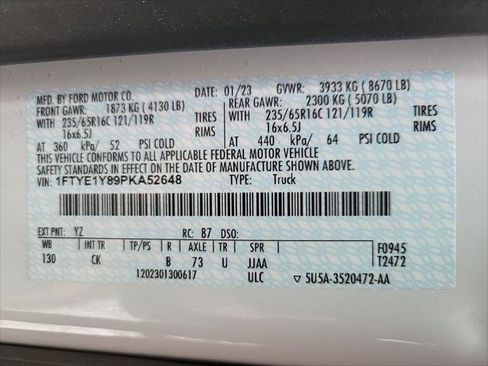 MFD. BY FORD MOTOR CO.
DATE: 01/23 GVWR: 3933 KG ( 8670 LB)
FRONT GAWR: 1873 KG ( 4130 LB) REAR GAWR: 2300 KG ( 5070 LB)
WITH 235/65R16C 121/119R TIRES WITH 235/65R16C 121/119R TIRES
16x6.5J RIMS 16x6.5J RIMS
AT 360 kPa/ 52 PSI COLD AT 440 kPa/ 64 PSI COLD
THIS VEHICLE CONFORMS TO ALL APPLICABLE FEDERAL MOTOR VEHICLE
SAFETY STANDARDS IN EFFECT ON THE DATE OF MANUFACTURE SHOWN ABOVE.
VIN: 1FTYE1Y89PKA52648 TYPE: Truck
EXT PNT: YZ RC: B7 DSO:
WB INT TR TP/PS R AXLE TR SPR F0945
130 CK B 73 U JJAA T2472
1202301300617 ULC 5U5A-3520472-AA